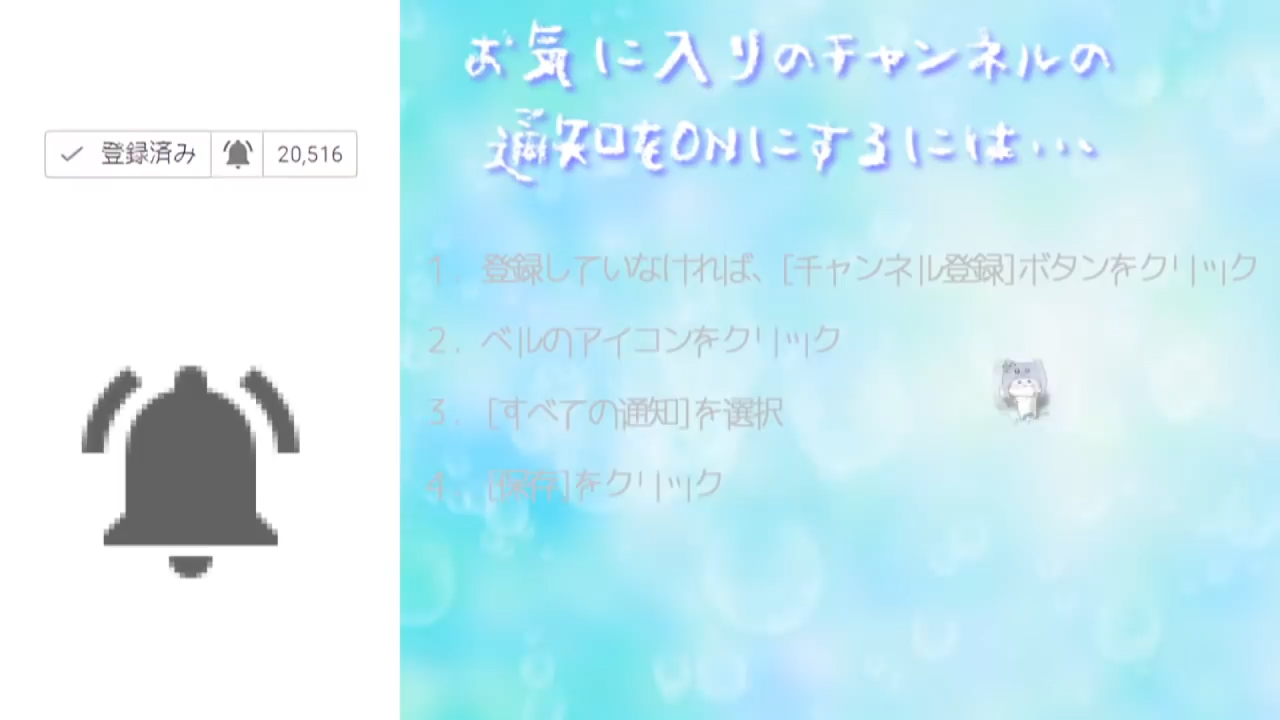 登録済み 20,516
お気に入りのチャンネルの
通知をONにするには・・・
1. 登録していなければ、[チャンネル登録]ボタンをクリック
2. ベルのアイコンをクリック
3. [すべての通知]を選択
4. [保存]をクリック